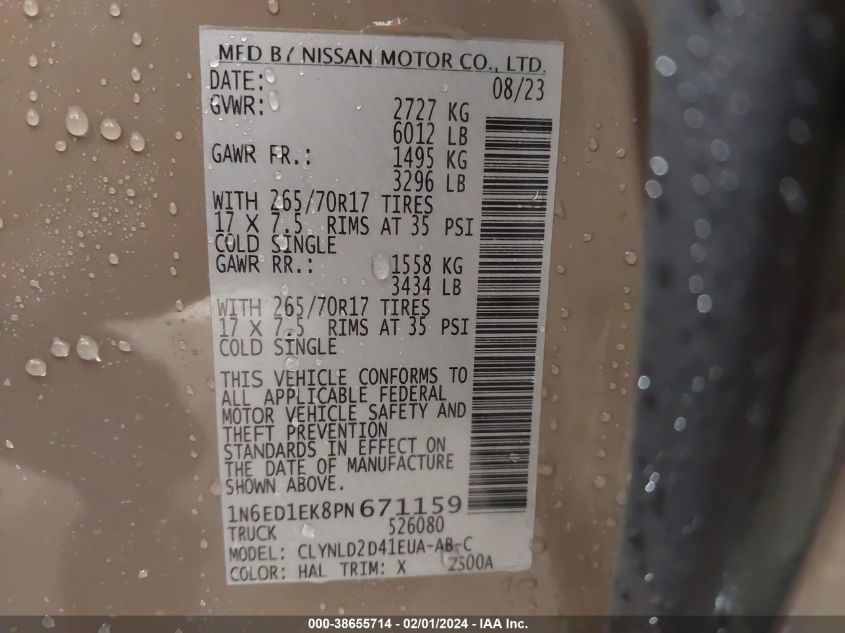 MFD BY NISSAN MOTOR CO., LTD.
DATE: 08/23
GVWR: 2727 KG
6012 LB
GAWR FR.: 1495 KG
3296 LB
WITH 265/70R17 TIRES
17 X 7.5 RIMS AT 35 PSI
COLD SINGLE
GAWR RR.: 1558 KG
3434 LB
WITH 265/70R17 TIRES
17 X 7.5 RIMS AT 35 PSI
COLD SINGLE
THIS VEHICLE CONFORMS TO
ALL APPLICABLE FEDERAL
MOTOR VEHICLE SAFETY AND
THEFT PREVENTION
STANDARDS IN EFFECT ON
THE DATE OF MANUFACTURE
SHOWN ABOVE.
1N6ED1EK8PN671159
TRUCK 526080
MODEL: CLYNLD2D41EUA-AB-C
COLOR: HAL TRIM: X 2500A
000-38655714 - 02/01/2024 - IAA Inc.